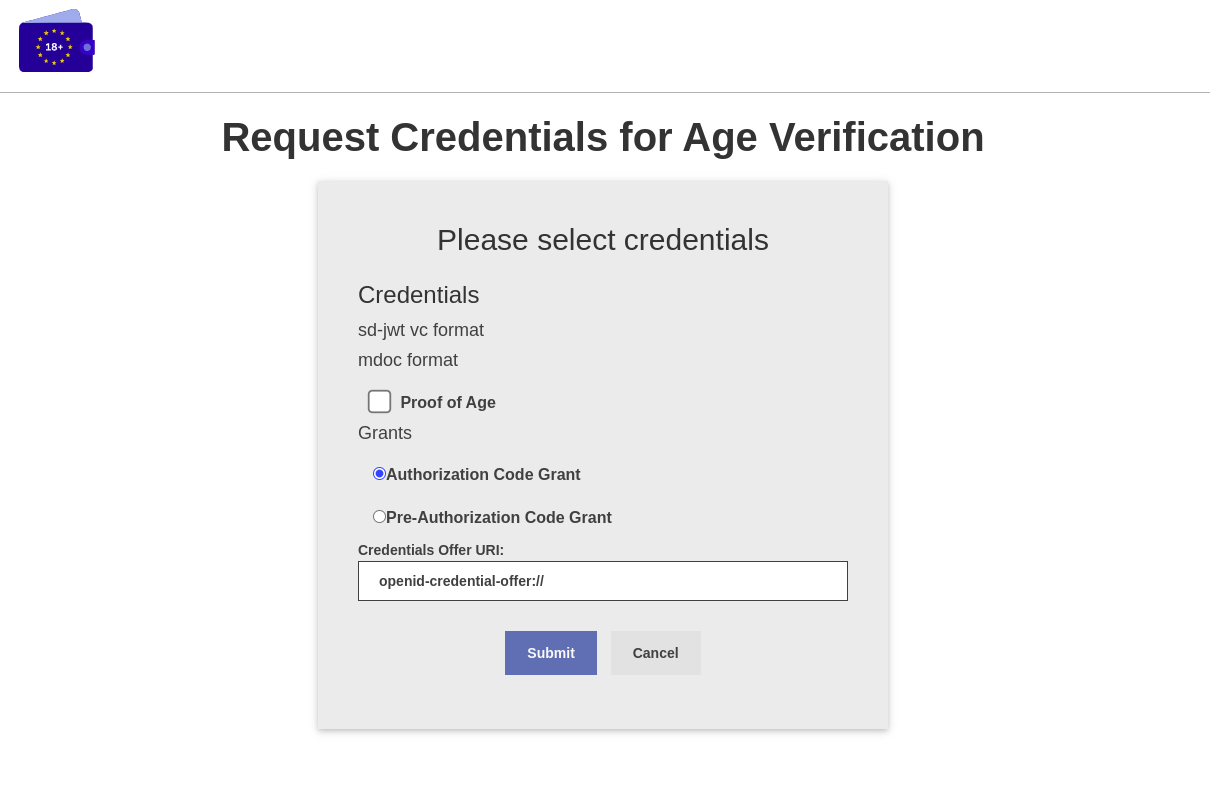 18+
Request Credentials for Age Verification
Please select credentials
Credentials
sd-jwt vc format
mdoc format
Proof of Age
Grants
Authorization Code Grant
Pre-Authorization Code Grant
Credentials Offer URI:
openid-credential-offer://
Submit Cancel